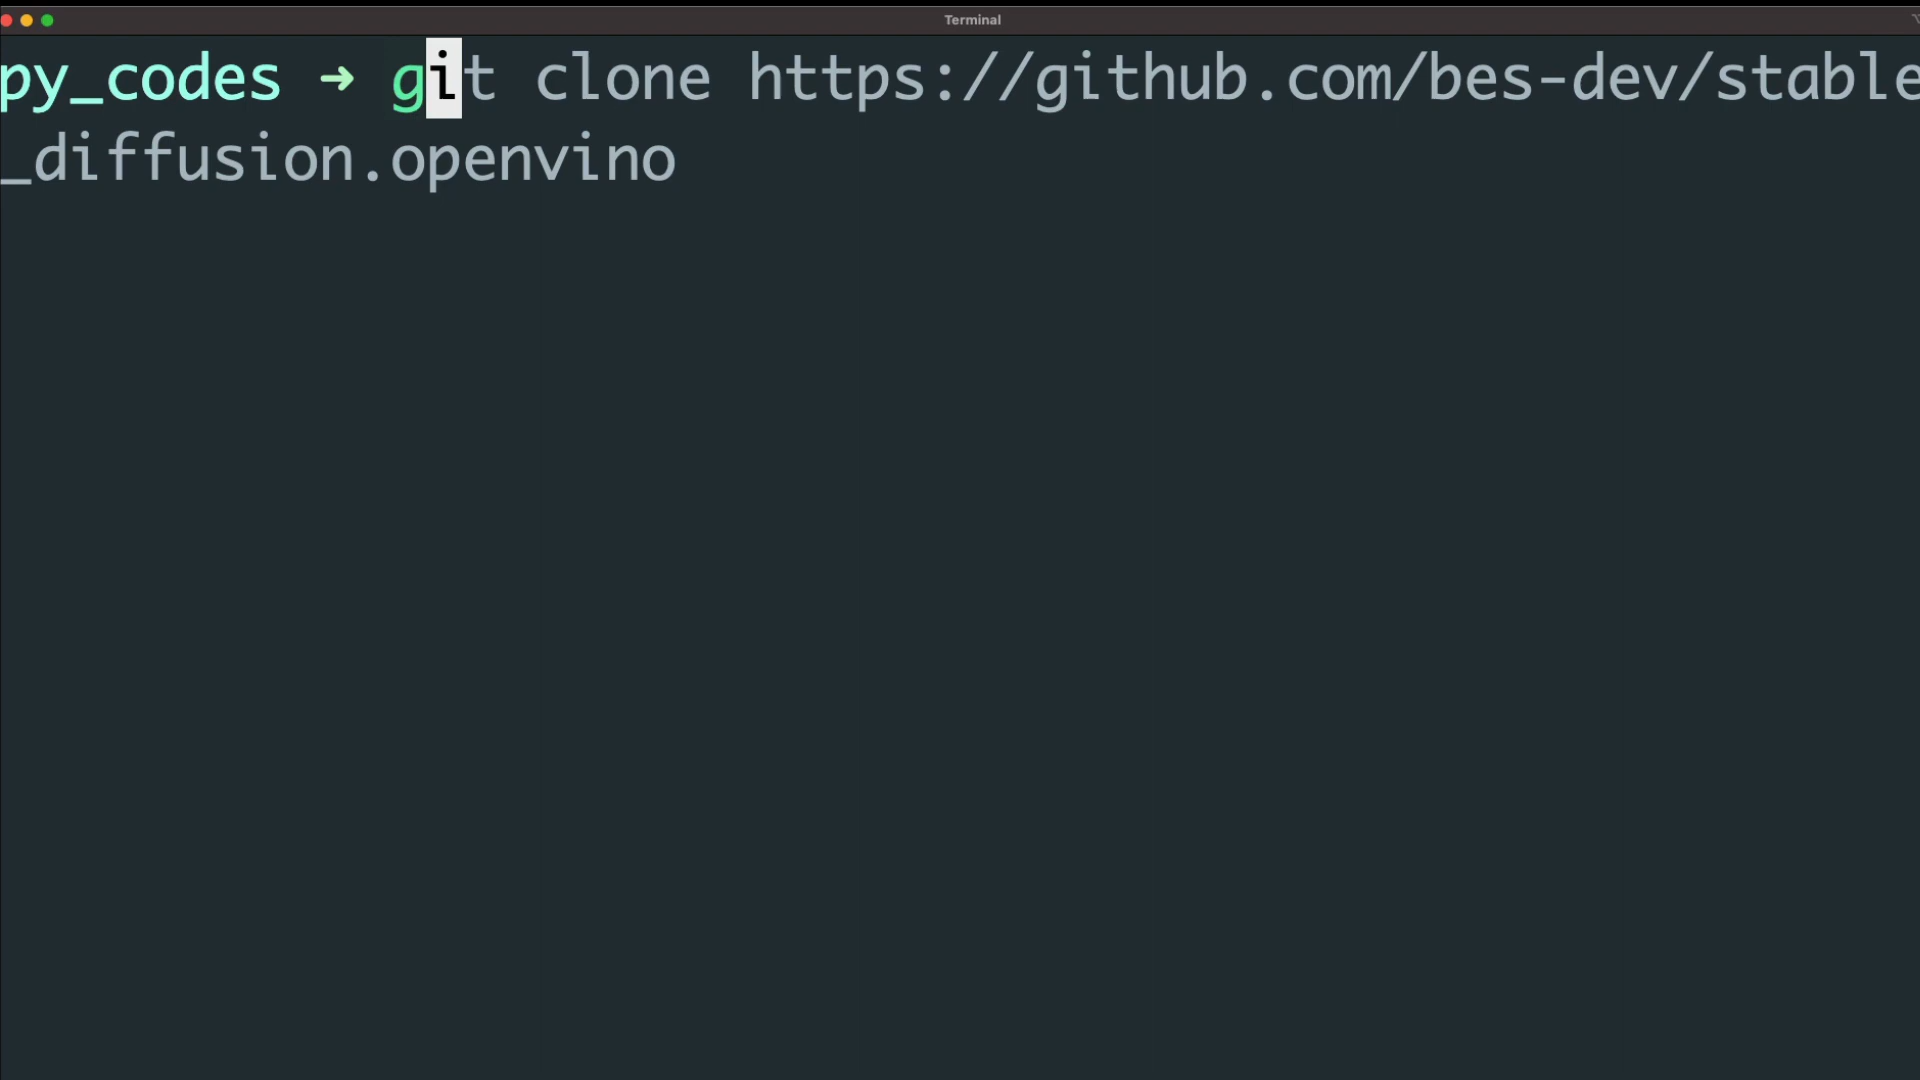 Terminal
py_codes → git clone https://github.com/bes-dev/stable
_diffusion.openvino